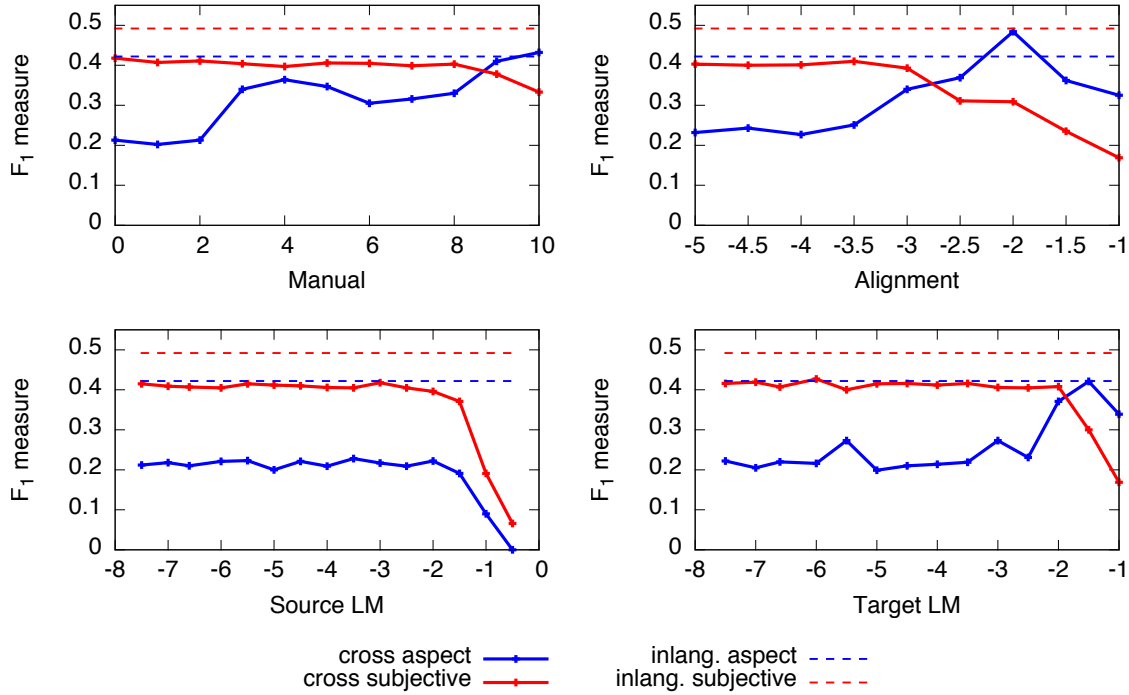 0.5
0.4
0.3
0.2
0.1
0
F1 measure
0 2 4 6 8 10
Manual
0.5
0.4
0.3
0.2
0.1
0
F1 measure
-5 -4.5 -4 -3.5 -3 -2.5 -2 -1.5 -1
Alignment
0.5
0.4
0.3
0.2
0.1
0
F1 measure
-8 -7 -6 -5 -4 -3 -2 -1 0
Source LM
0.5
0.4
0.3
0.2
0.1
0
F1 measure
-8 -7 -6 -5 -4 -3 -2 -1
Target LM
cross aspect
cross subjective
inlang. aspect
inlang. subjective